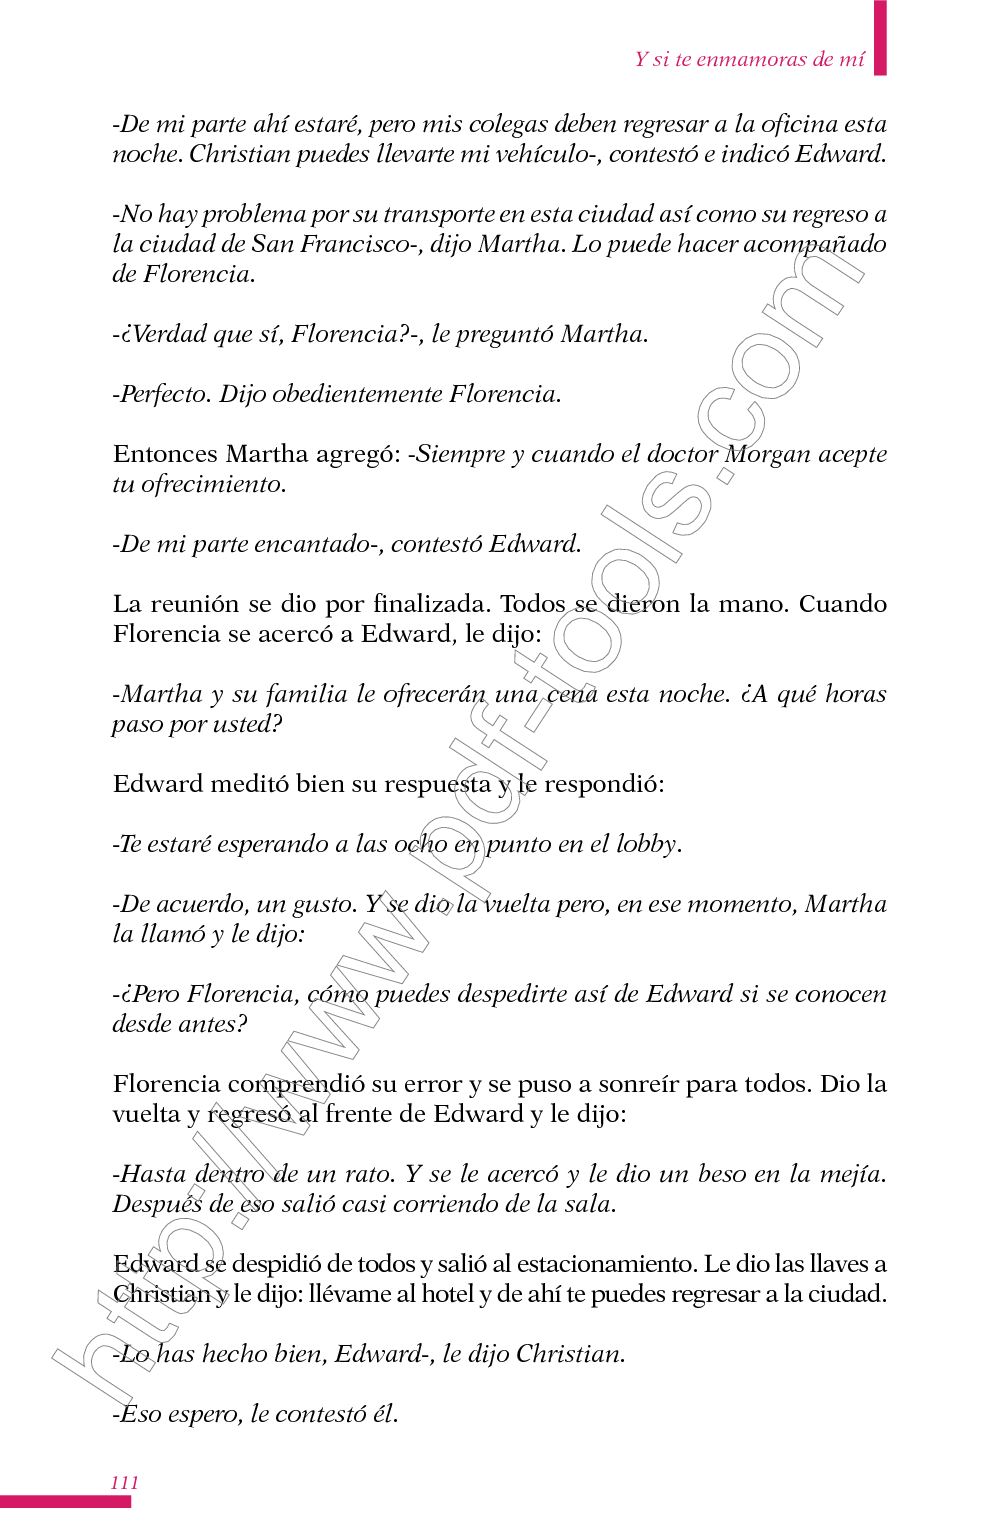 Y si te enmamoras de mí
-De mi parte ahí estaré, pero mis colegas deben regresar a la oficina esta
noche. Christian puedes llevarte mi vehículo-, contestó e indicó Edward.
-No hay problema por su transporte en esta ciudad así como su regreso a
la ciudad de San Francisco-, dijo Martha. Lo puede hacer acompañado
de Florencia.
-¿Verdad que sí, Florencia?-, le preguntó Martha.
-Perfecto. Dijo obedientemente Florencia.
Entonces Martha agregó: -Siempre y cuando el doctor Morgan acepte
tu ofrecimiento.
-De mi parte encantado-, contestó Edward.
La reunión se dio por finalizada. Todos se dieron la mano. Cuando
Florencia se acercó a Edward, le dijo:
-Martha y su familia le ofrecerán una cena esta noche. ¿A qué horas
paso por usted?
Edward meditó bien su respuesta y le respondió:
-Te estaré esperando a las ocho en punto en el lobby.
-De acuerdo, un gusto. Y se dio la vuelta pero, en ese momento, Martha
la llamó y le dijo:
-¿Pero Florencia, cómo puedes despedirte así de Edward si se conocen
desde antes?
Florencia comprendió su error y se puso a sonreír para todos. Dio la
vuelta y regresó al frente de Edward y le dijo:
-Hasta dentro de un rato. Y se le acercó y le dio un beso en la mejía.
Después de eso salió casi corriendo de la sala.
Edward se despidió de todos y salió al estacionamiento. Le dio las llaves a
Christian y le dijo: llévame al hotel y de ahí te puedes regresar a la ciudad.
-Lo has hecho bien, Edward-, le dijo Christian.
-Eso espero, le contestó él.
111
http://www.pdf-tools.com